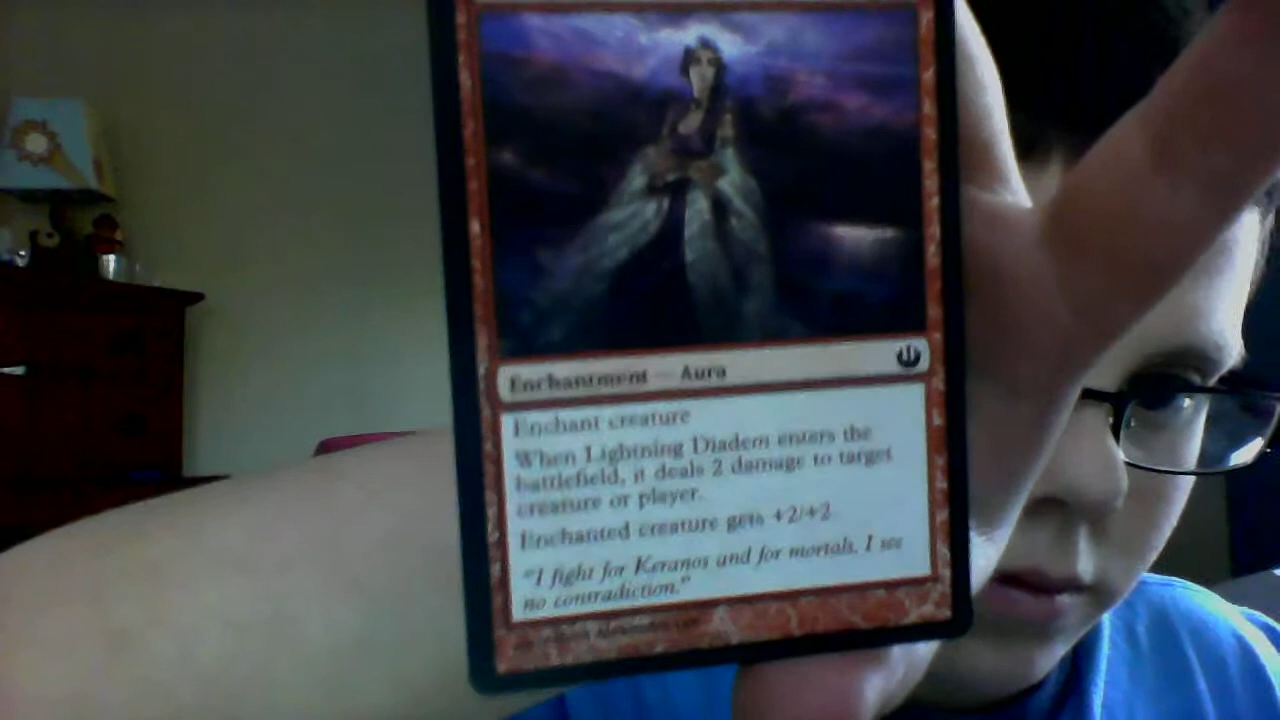 Enchantment — Aura
Enchant creature
When Lightning Diadem enters the
battlefield, it deals 2 damage to target
creature or player.
Enchanted creature gets +2/+2
"I fight for Keranos and for mortals. I see
no contradiction."